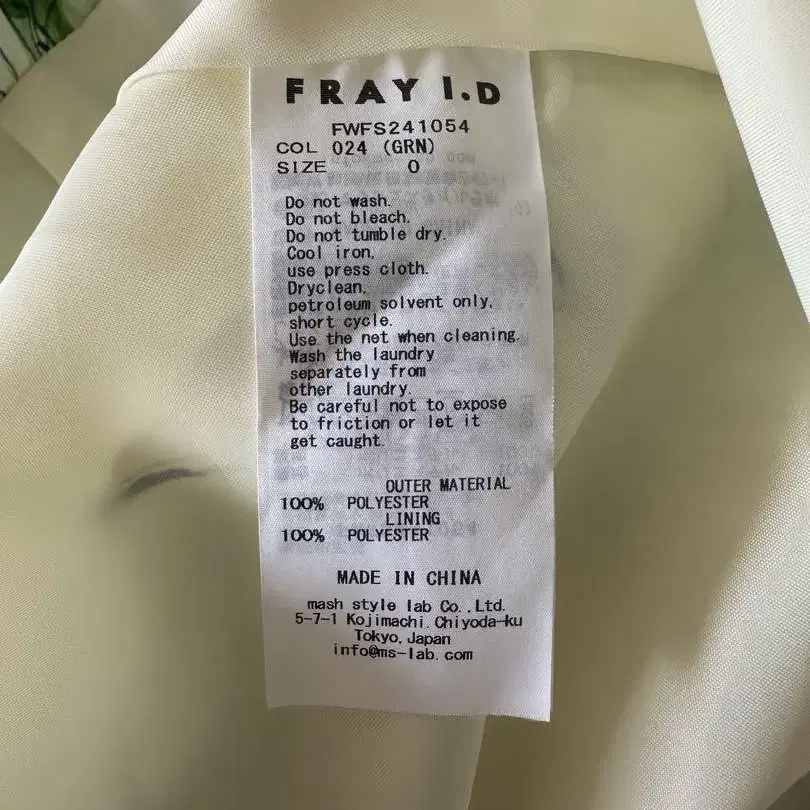 FRAY I.D
FWFS241054
COL 024 (GRN)
SIZE 0
Do not wash.
Do not bleach.
Do not tumble dry.
Cool iron,
use press cloth.
Dryclean,
petroleum solvent only,
short cycle.
Use the net when cleaning.
Wash the laundry
separately from
other laundry.
Be careful not to expose
to friction or let it
get caught.
OUTER MATERIAL
100% POLYESTER
LINING
100% POLYESTER
MADE IN CHINA
mash style lab Co.,Ltd.
5-7-1 Kojimachi Chiyoda-ku
Tokyo, Japan
info@ms-lab.com